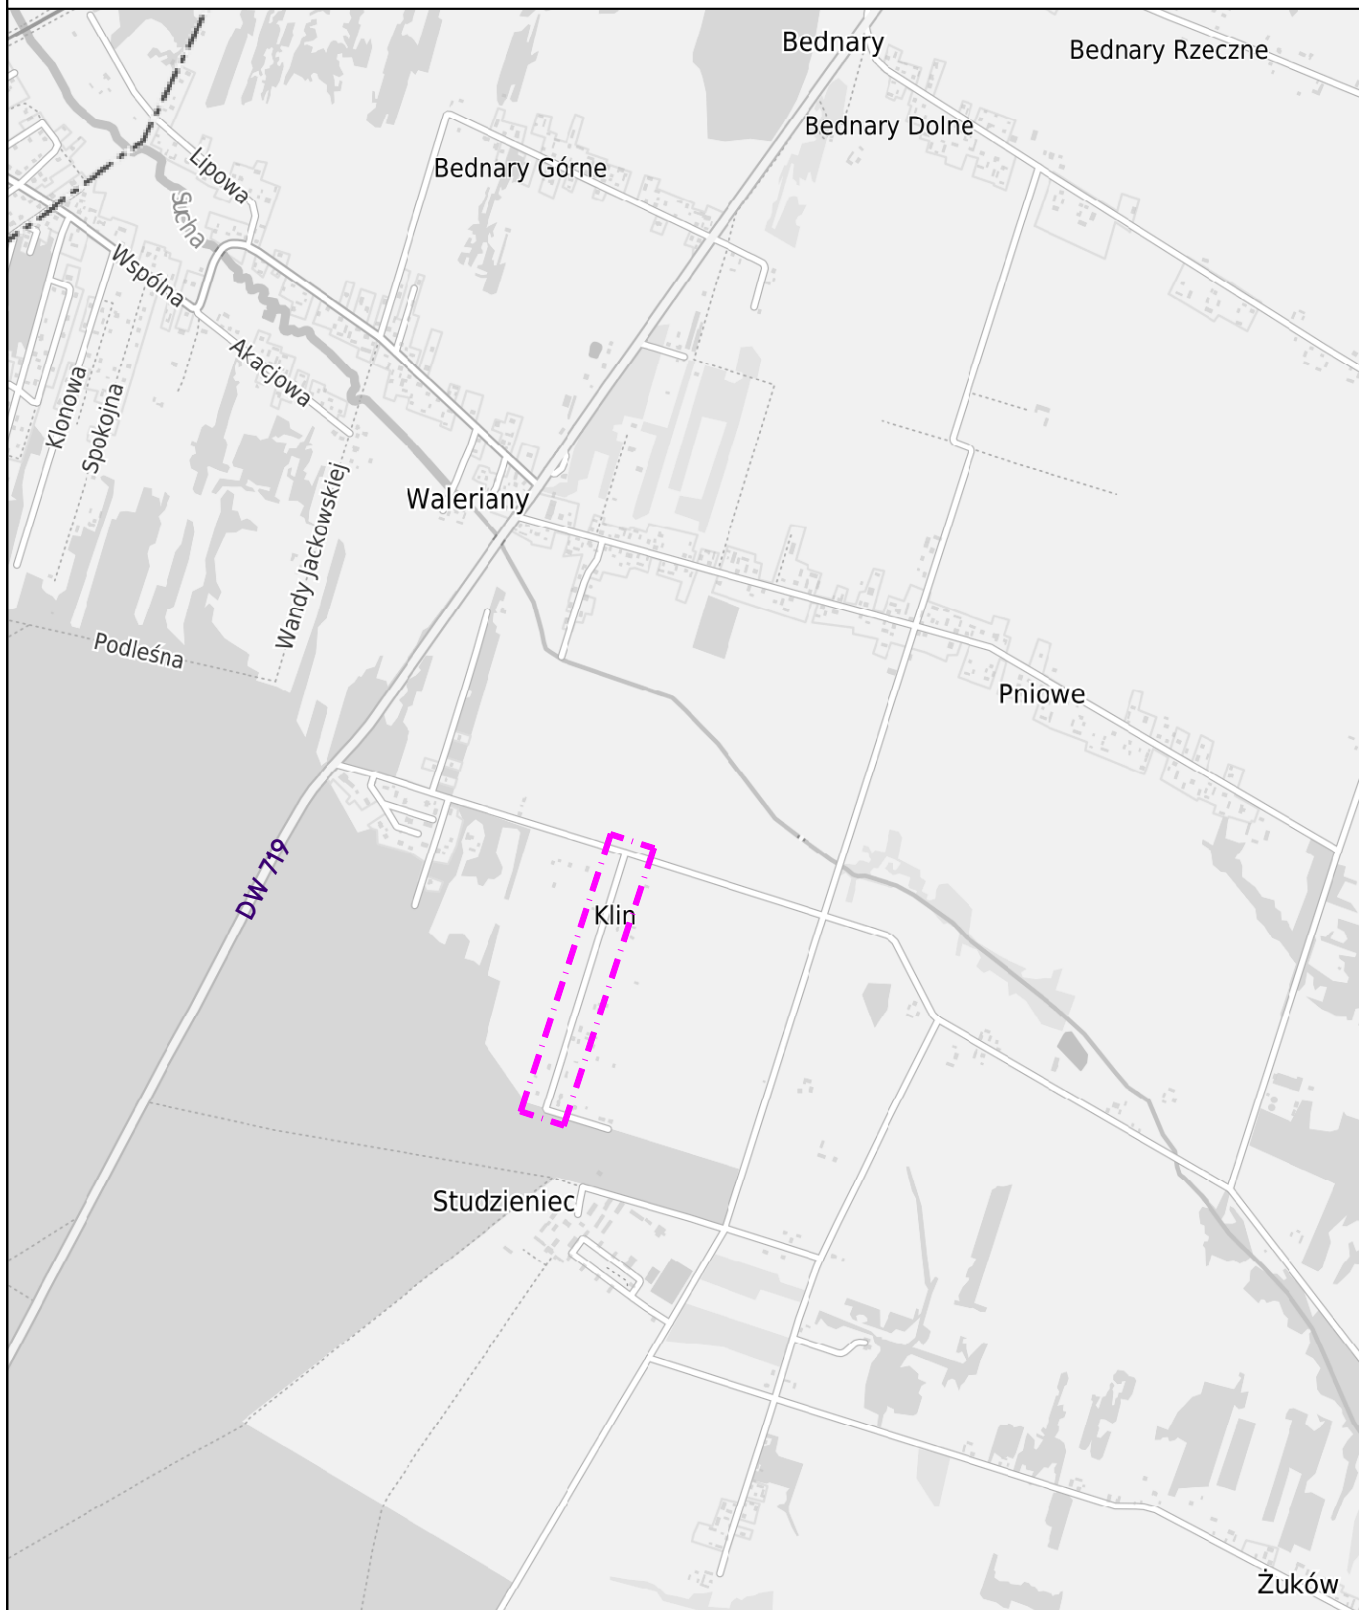 Bednary
Bednary Rzeczne
Bednary Dolne
Bednary Górne
Lipowa
Sucha
Wspólna
Akacjowa
Klonowa
Spokojna
Wandy Jackowskiej
Waleriany
Podleśna
Pniowe
DW 719
Klin
Studzieniec
Żuków